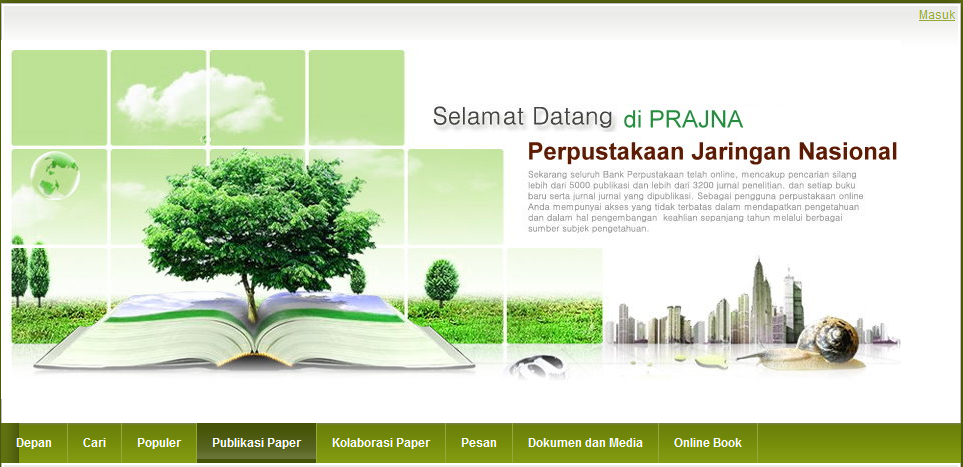 Masuk
Selamat Datang di PRAJNA
Perpustakaan Jaringan Nasional
Sekarang seluruh Bank Perpustakaan telah online, mencakup pencarian silang
lebih dari 5000 publikasi dan lebih dari 3200 jurnal penelitian. dan setiap buku
baru serta jurnal jurnal yang dipublikasi. Sebagai pengguna perpustakaan online
Anda mempunyai akses yang tidak terbatas dalam mendapatkan pengetahuan
dan dalam hal pengembangan keahlian sepanjang tahun melalui berbagai
sumber subjek pengetahuan.
Depan Cari Populer Publikasi Paper Kolaborasi Paper Pesan Dokumen dan Media Online Book